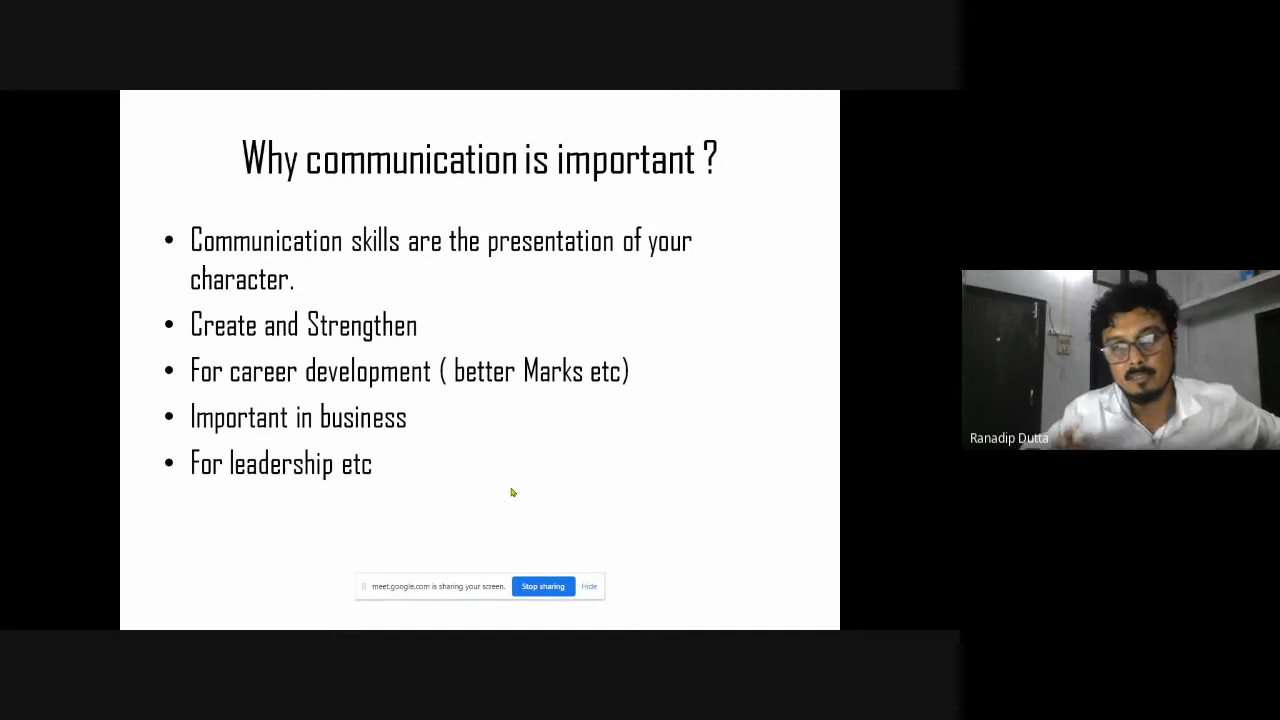 Why communication is important ?
• Communication skills are the presentation of your
character.
• Create and Strengthen
• For career development ( better Marks etc)
• Important in business
• For leadership etc
meet.google.com is sharing your screen. Stop sharing Hide
Ranadip Dutta